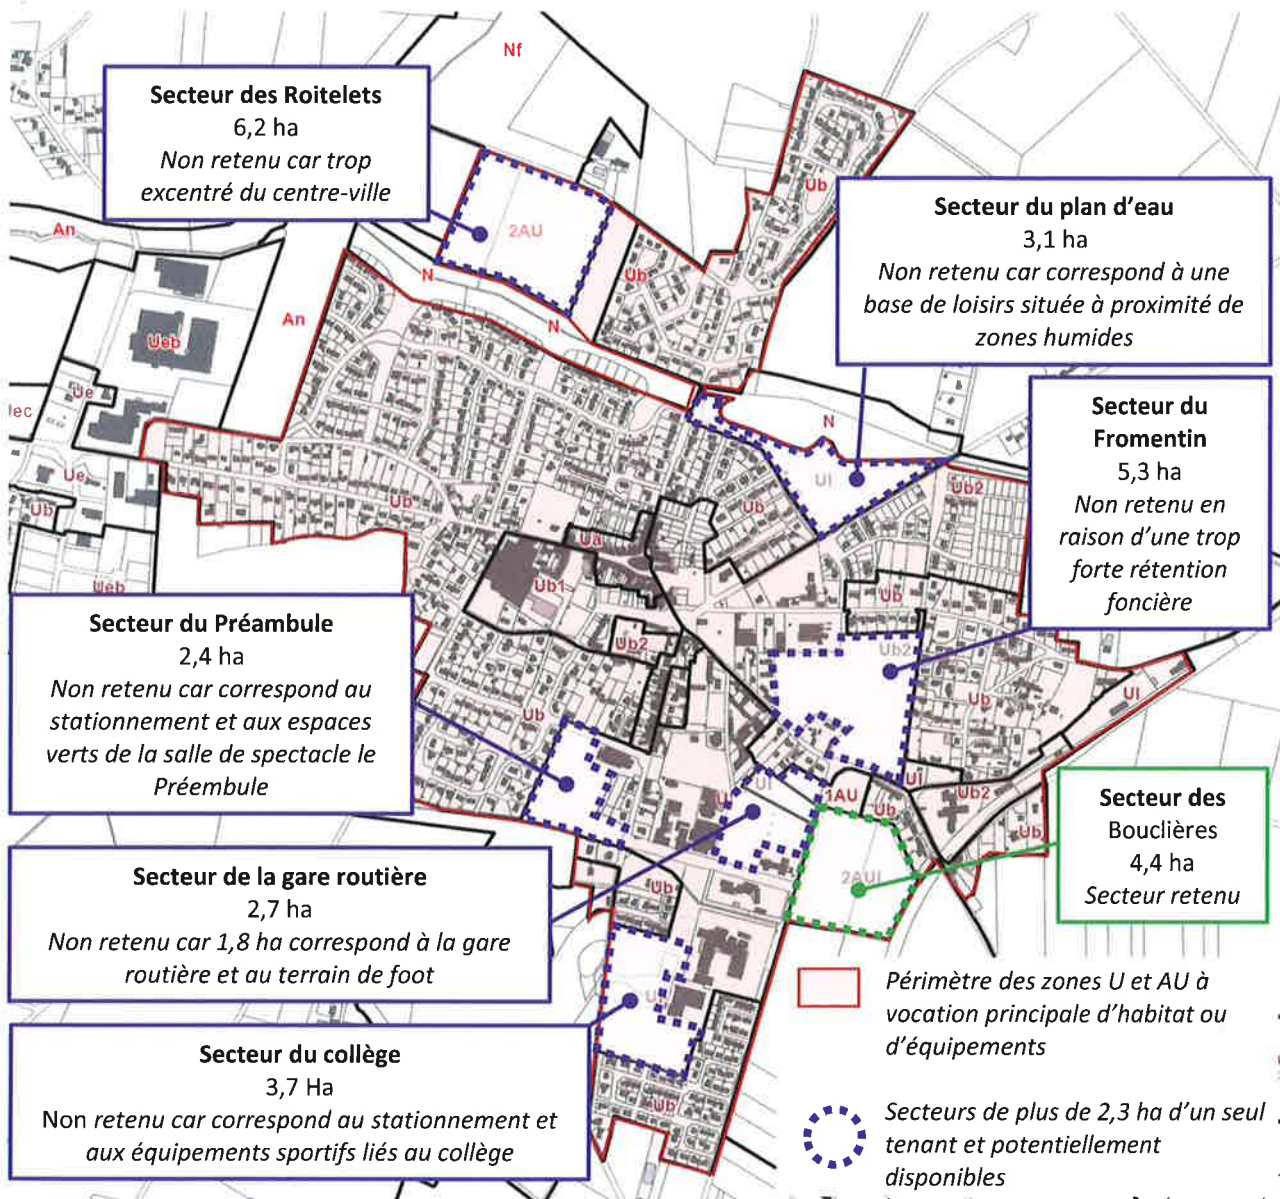 Nf
Secteur des Roitelets
6,2 ha
Non retenu car trop
excentré du centre-ville
Ub
Secteur du plan d'eau
3,1 ha
Non retenu car correspond à une
base de loisirs située à proximité de
zones humides
An
2AU
N
Ub
An
N
Ueb
Ue
Secteur du
Fromentin
5,3 ha
Non retenu en
raison d'une trop
forte rétention
foncière
N
Ue
Ul
Ub2
Ub
Ub
Ub
Ua
Ueb
Ub1
Ub
Secteur du Préambule
2,4 ha
Non retenu car correspond au
stationnement et aux espaces
verts de la salle de spectacle le
Préembule
Ub2
Ub2
Ub
Ul
Ub
Ul
Ul
1AU
Ub
Ub2
Ub
Secteur des
Bouclières
4,4 ha
Secteur retenu
2AUl
Secteur de la gare routière
2,7 ha
Non retenu car 1,8 ha correspond à la gare
routière et au terrain de foot
Ub
Secteur du collège
3,7 Ha
Non retenu car correspond au stationnement et
aux équipements sportifs liés au collège
Ub
Périmètre des zones U et AU à
vocation principale d'habitat ou
d'équipements
Secteurs de plus de 2,3 ha d'un seul
tenant et potentiellement
disponibles